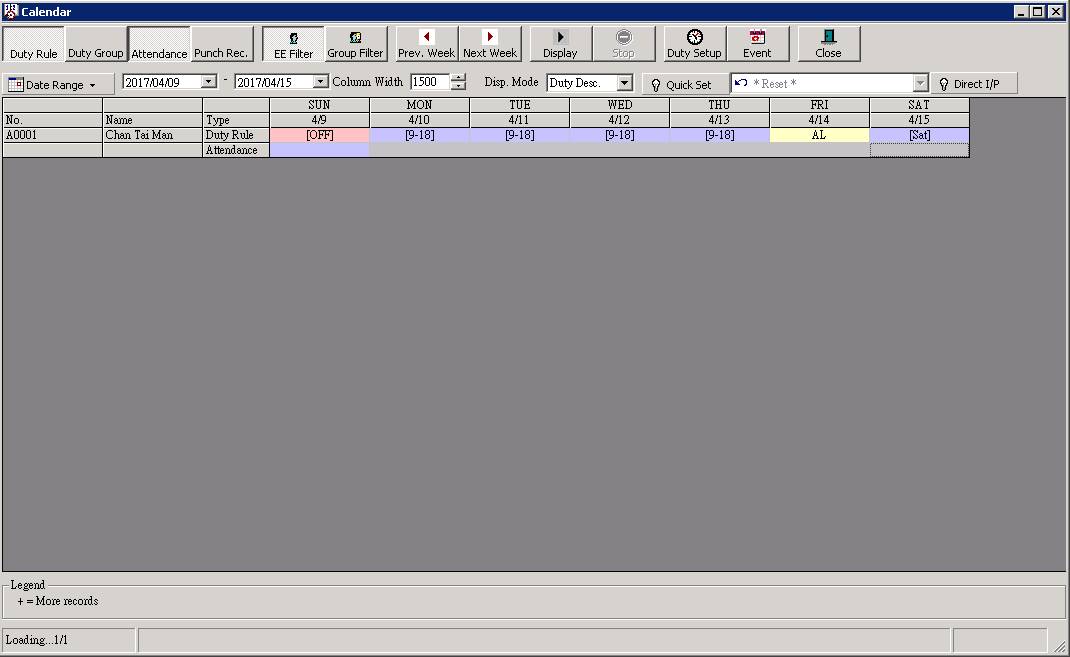 Calendar
Duty Rule Duty Group Attendance Punch Rec. EE Filter Group Filter Prev. Week Next Week Display Stop Duty Setup Event Close
Date Range 2017/04/09 - 2017/04/15 Column Width 1500 Disp. Mode Duty Desc. Quick Set * Reset * Direct I/P
SUN MON TUE WED THU FRI SAT
No. Name Type 4/9 4/10 4/11 4/12 4/13 4/14 4/15
A0001 Chan Tai Man Duty Rule [OFF] [9-18] [9-18] [9-18] [9-18] AL [Sat]
Attendance
Legend
+ = More records
Loading...1/1